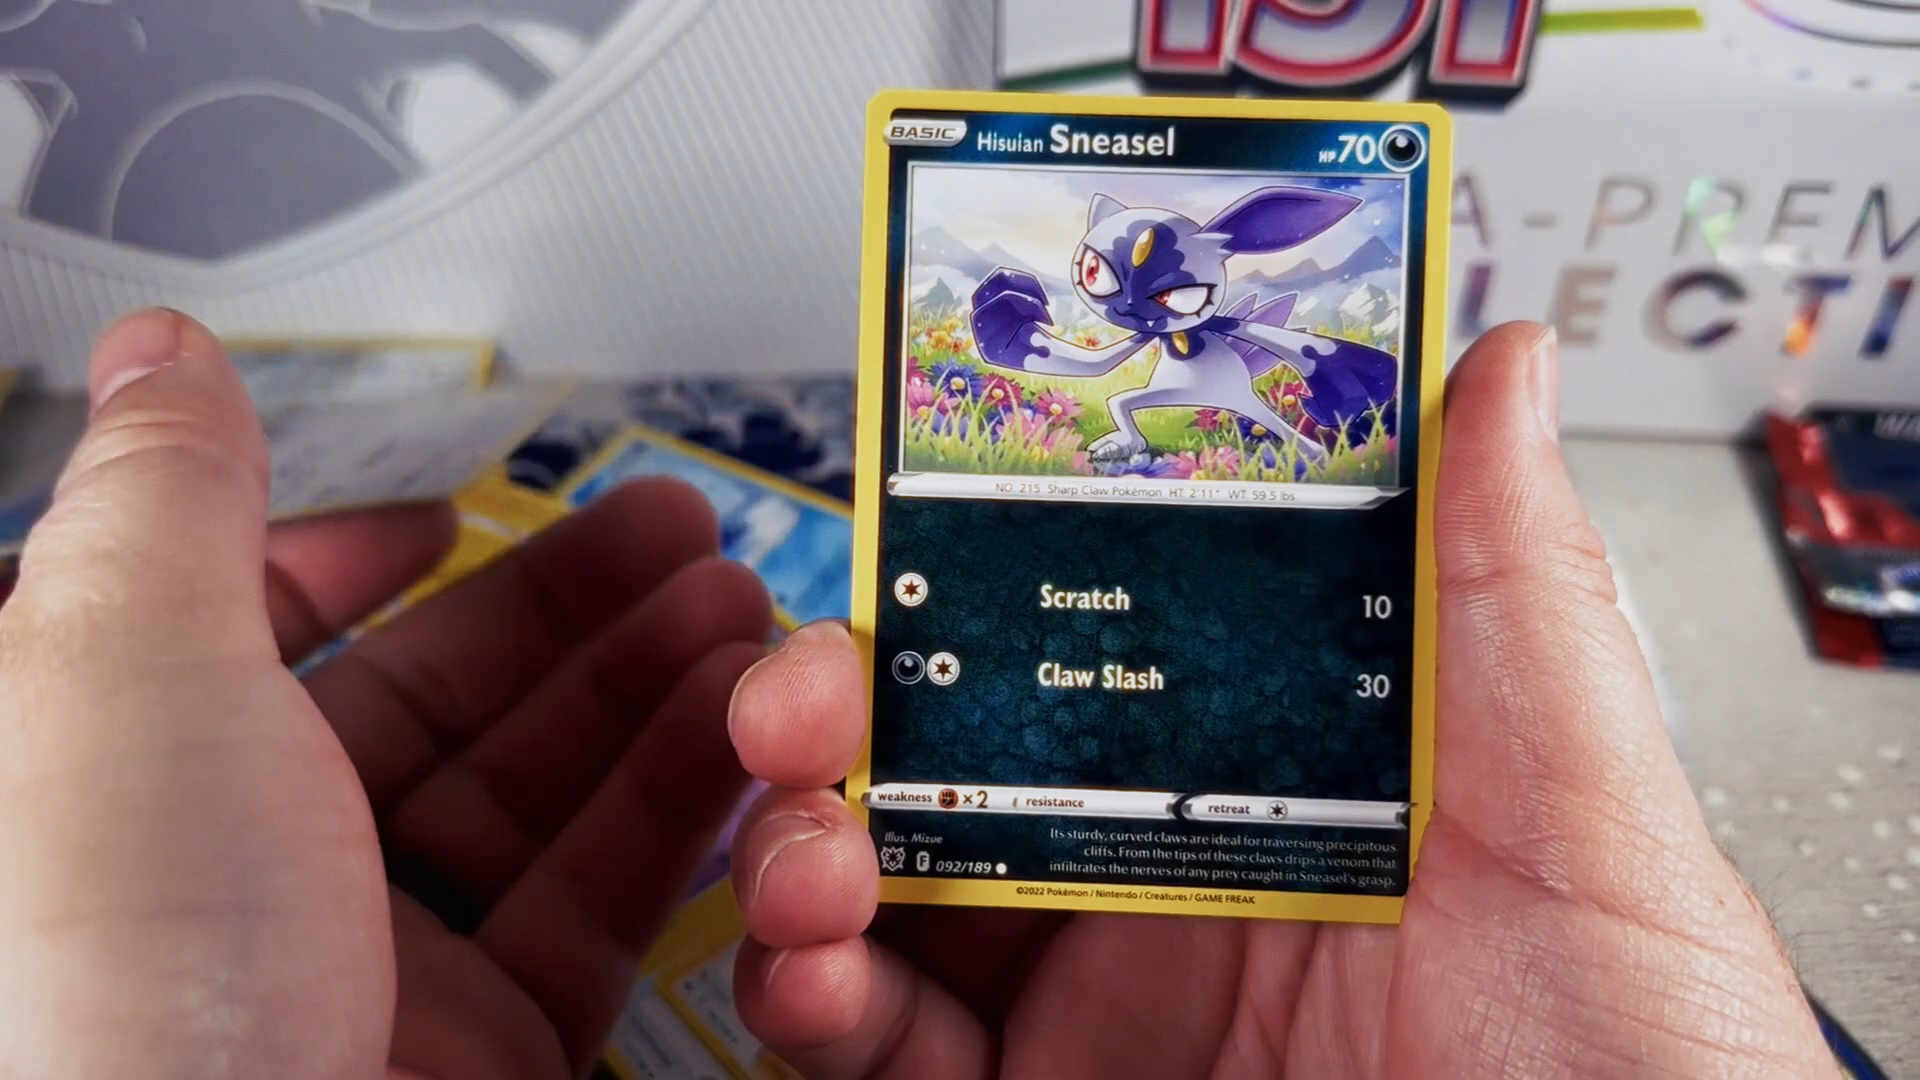 BASIC Hisuian Sneasel HP 70
NO. 215 Sharp Claw Pokémon HT. 2'11" WT. 59.5 lbs.
Scratch 10
Claw Slash 30
weakness ×2 resistance retreat
Illus. Mizue
Its sturdy, curved claws are ideal for traversing precipitous
cliffs. From the tips of these claws drips a venom that
infiltrates the nerves of any prey caught in Sneasel's grasp.
F 092/189
©2022 Pokémon / Nintendo / Creatures / GAME FREAK
A-PREM
LECTI